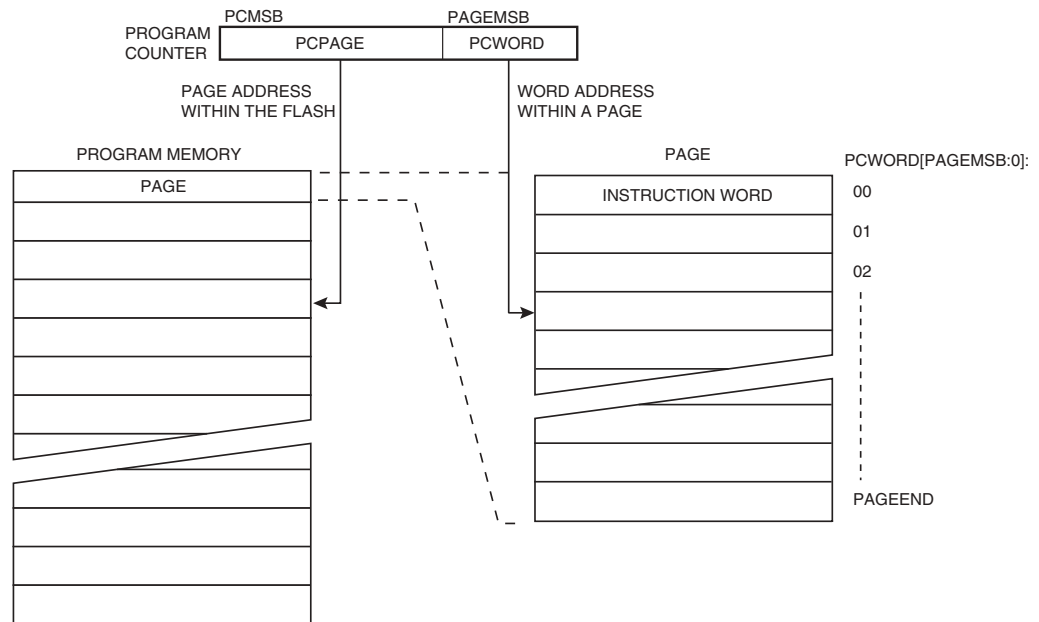 PCMSB
PAGEMSB
PROGRAM
COUNTER
PCPAGE
PCWORD
PAGE ADDRESS
WITHIN THE FLASH
WORD ADDRESS
WITHIN A PAGE
PROGRAM MEMORY
PAGE
PAGE
INSTRUCTION WORD
PCWORD[PAGEMSB:0]:
00
01
02
PAGEEND